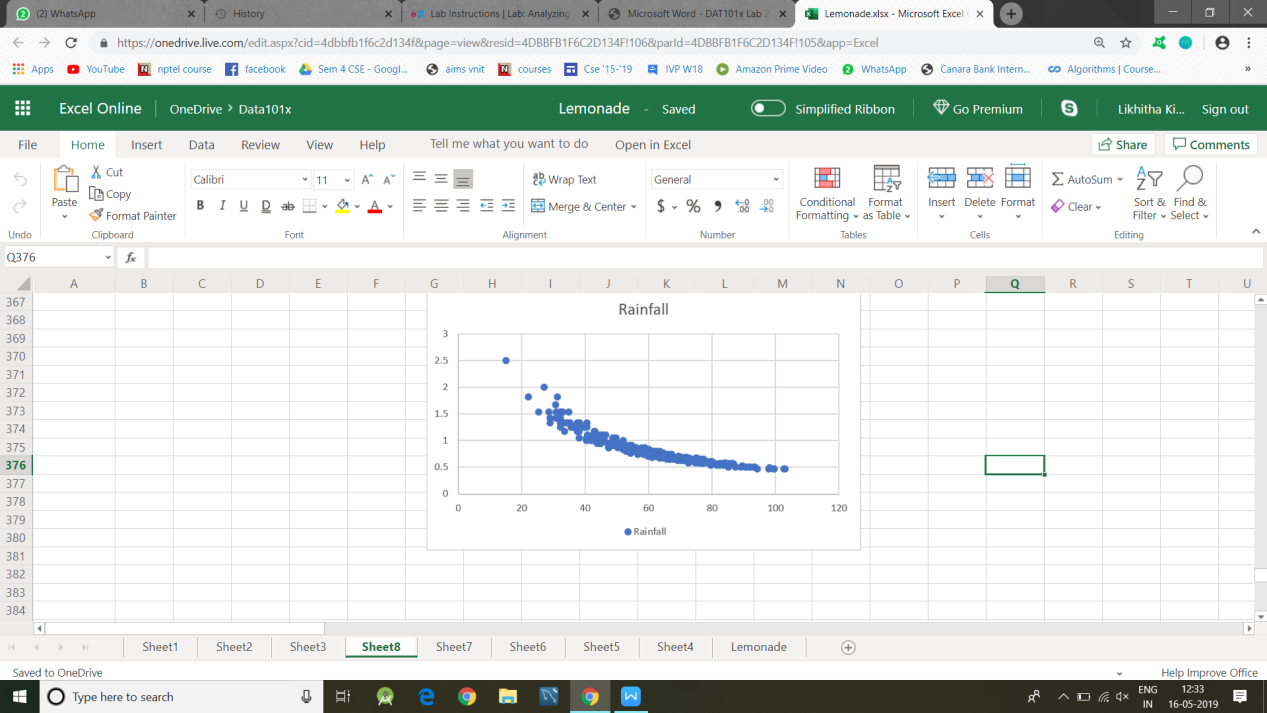 (2) WhatsApp
History
Lab Instructions | Lab: Analyzing
Microsoft Word - DAT101x Lab 2
Lemonade.xlsx - Microsoft Excel
https://onedrive.live.com/edit.aspx?cid=4dbbfb1f6c2d134f&page=view&resid=4DBBFB1F6C2D134F!106&parId=4DBBFB1F6C2D134F!105&app=Excel
Apps YouTube nptel course facebook Sem 4 CSE - Googl... aims vnit courses Cse '15-'19 IVP W18 Amazon Prime Video WhatsApp Canara Bank Intern... Algorithms | Course... »
Excel Online OneDrive > Data101x Lemonade - Saved Simplified Ribbon Go Premium Likhitha Ki... Sign out
File Home Insert Data Review View Help Tell me what you want to do Open in Excel Share Comments
Paste Cut Copy Format Painter
Calibri 11
B I U D ab A
Wrap Text
Merge & Center
General
$ % 9 .00
Conditional Formatting Format as Table
Insert Delete Format
AutoSum Clear
Sort & Filter Find & Select
Undo Clipboard Font Alignment Number Tables Cells Editing
Q376 fx
A B C D E F G H I J K L M N O P Q R S T U
367
368
369
370
371
372
373
374
375
376
377
378
379
380
381
382
383
384
Rainfall
3
2.5
2
1.5
1
0.5
0
0 20 40 60 80 100 120
Rainfall
Sheet1 Sheet2 Sheet3 Sheet8 Sheet7 Sheet6 Sheet5 Sheet4 Lemonade
Saved to OneDrive Help Improve Office
Type here to search
ENG
IN
12:33
16-05-2019